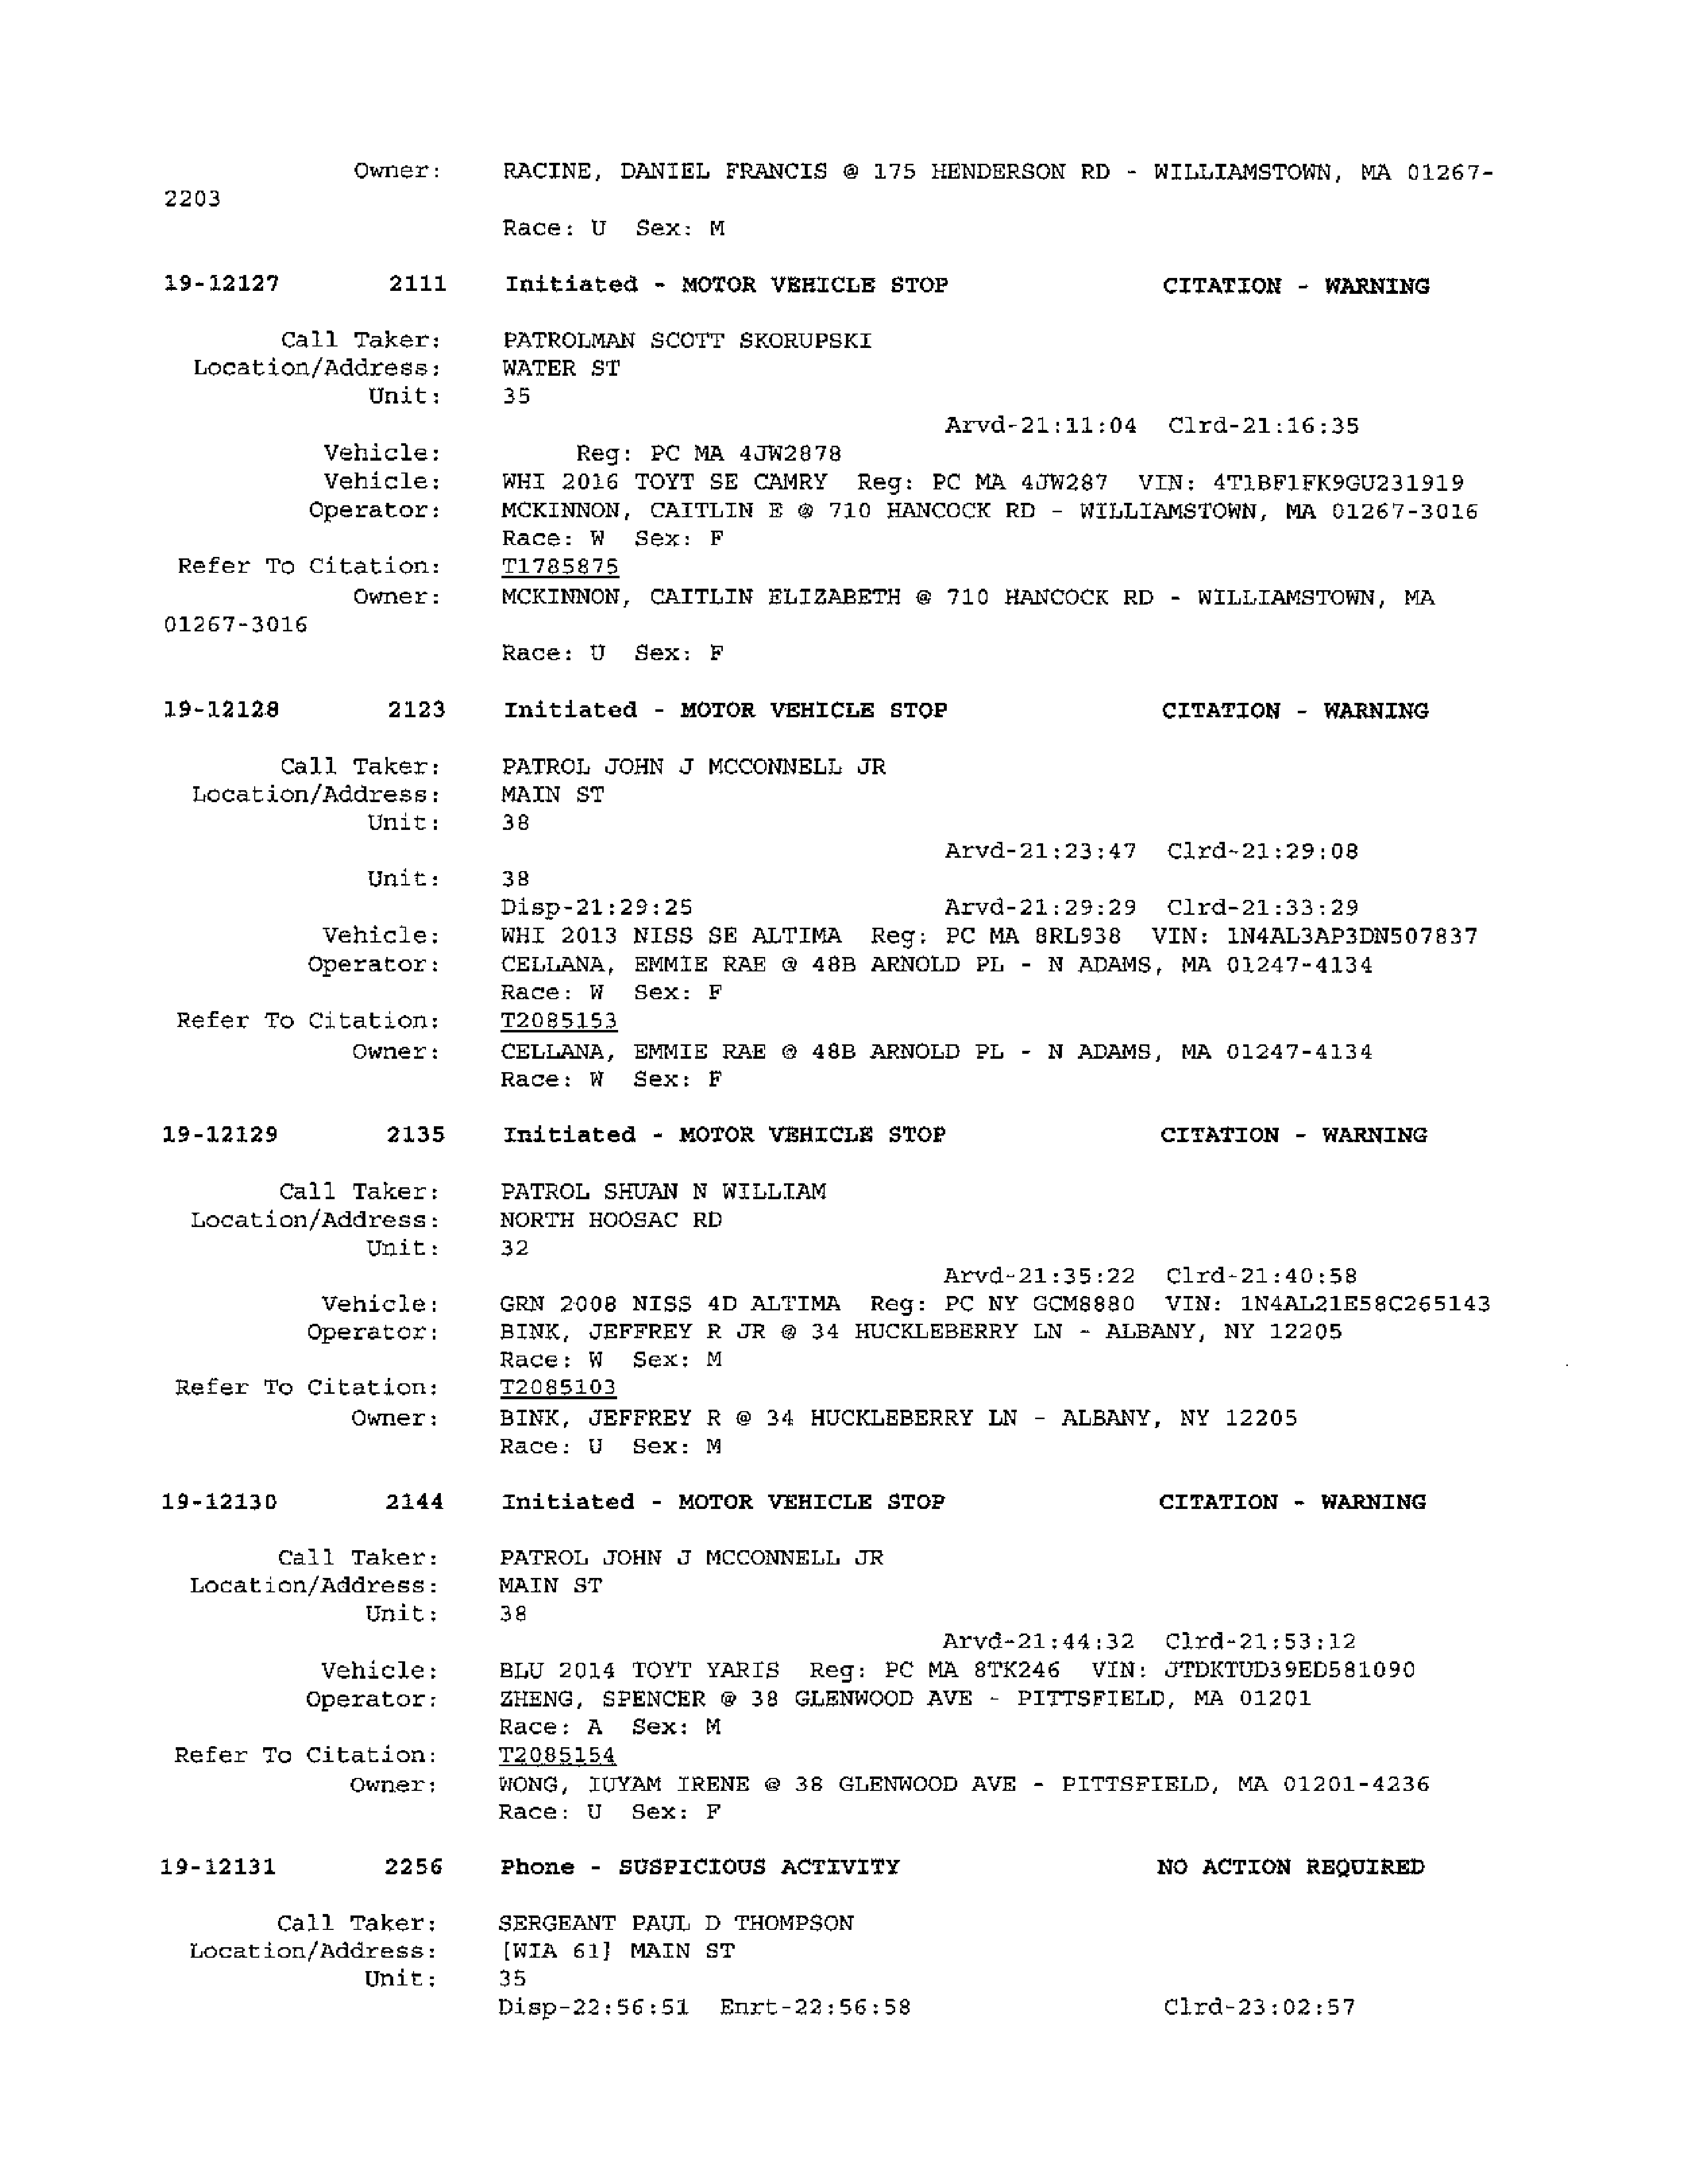 Owner: RACINE, DANIEL FRANCIS @ 175 HENDERSON RD - WILLIAMSTOWN, MA 01267-
2203
Race: U Sex: M
19-12127 2111 Initiated - MOTOR VEHICLE STOP CITATION - WARNING
Call Taker: PATROLMAN SCOTT SKORUPSKI
Location/Address: WATER ST
Unit: 35
Arvd-21:11:04 Clrd-21:16:35
Vehicle: Reg: PC MA 4JW2878
Vehicle: WHI 2016 TOYT SE CAMRY Reg: PC MA 4JW287 VIN: 4T1BF1FK9GU231919
Operator: MCKINNON, CAITLIN E @ 710 HANCOCK RD - WILLIAMSTOWN, MA 01267-3016
Race: W Sex: F
Refer To Citation: T1785875
Owner: MCKINNON, CAITLIN ELIZABETH @ 710 HANCOCK RD - WILLIAMSTOWN, MA
01267-3016
Race: U Sex: F
19-12128 2123 Initiated - MOTOR VEHICLE STOP CITATION - WARNING
Call Taker: PATROL JOHN J MCCONNELL JR
Location/Address: MAIN ST
Unit: 38
Arvd-21:23:47 Clrd-21:29:08
Unit: 38
Disp-21:29:25 Arvd-21:29:29 Clrd-21:33:29
Vehicle: WHI 2013 NISS SE ALTIMA Reg: PC MA 8RL938 VIN: 1N4AL3AP3DN507837
Operator: CELLANA, EMMIE RAE @ 48B ARNOLD PL - N ADAMS, MA 01247-4134
Race: W Sex: F
Refer To Citation: T2085153
Owner: CELLANA, EMMIE RAE @ 48B ARNOLD PL - N ADAMS, MA 01247-4134
Race: W Sex: F
19-12129 2135 Initiated - MOTOR VEHICLE STOP CITATION - WARNING
Call Taker: PATROL SHUAN N WILLIAM
Location/Address: NORTH HOOSAC RD
Unit: 32
Arvd-21:35:22 Clrd-21:40:58
Vehicle: GRN 2008 NISS 4D ALTIMA Reg: PC NY GCM8880 VIN: 1N4AL21E58C265143
Operator: BINK, JEFFREY R JR @ 34 HUCKLEBERRY LN - ALBANY, NY 12205
Race: W Sex: M
Refer To Citation: T2085103
Owner: BINK, JEFFREY R @ 34 HUCKLEBERRY LN - ALBANY, NY 12205
Race: U Sex: M
19-12130 2144 Initiated - MOTOR VEHICLE STOP CITATION - WARNING
Call Taker: PATROL JOHN J MCCONNELL JR
Location/Address: MAIN ST
Unit: 38
Arvd-21:44:32 Clrd-21:53:12
Vehicle: BLU 2014 TOYT YARIS Reg: PC MA 8TK246 VIN: JTDKTUD39ED581090
Operator: ZHENG, SPENCER @ 38 GLENWOOD AVE - PITTSFIELD, MA 01201
Race: A Sex: M
Refer To Citation: T2085154
Owner: WONG, IUYAM IRENE @ 38 GLENWOOD AVE - PITTSFIELD, MA 01201-4236
Race: U Sex: F
19-12131 2256 Phone - SUSPICIOUS ACTIVITY NO ACTION REQUIRED
Call Taker: SERGEANT PAUL D THOMPSON
Location/Address: [WIA 61] MAIN ST
Unit: 35
Disp-22:56:51 Enrt-22:56:58 Clrd-23:02:57